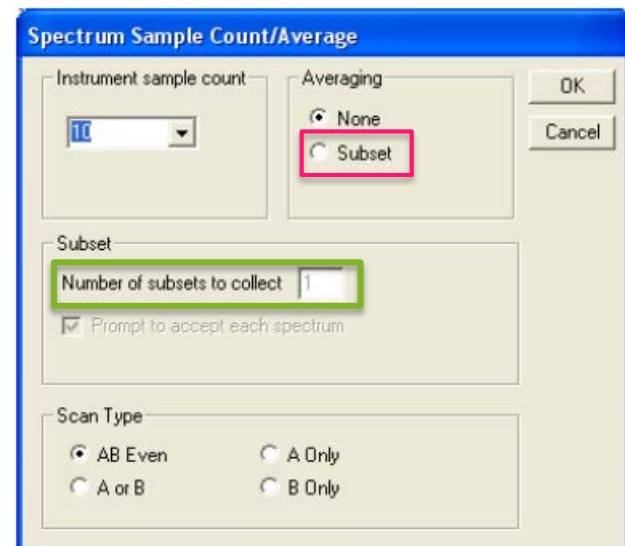 Spectrum Sample Count/Average
Instrument sample count
10
Averaging
None
Subset
OK
Cancel
Subset
Number of subsets to collect 1
Prompt to accept each spectrum
Scan Type
AB Even A Only
A or B B Only